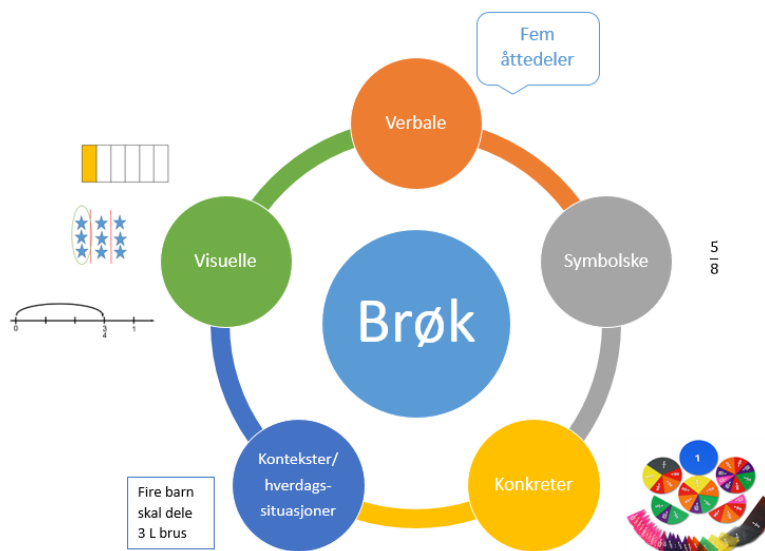 Fem
åttedeler
Verbale
Visuelle
Symbolske
5
8
Brøk
0
3
4
1
Kontekster/
hverdags-
situasjoner
Konkreter
1
Fire barn
skal dele
3 L brus